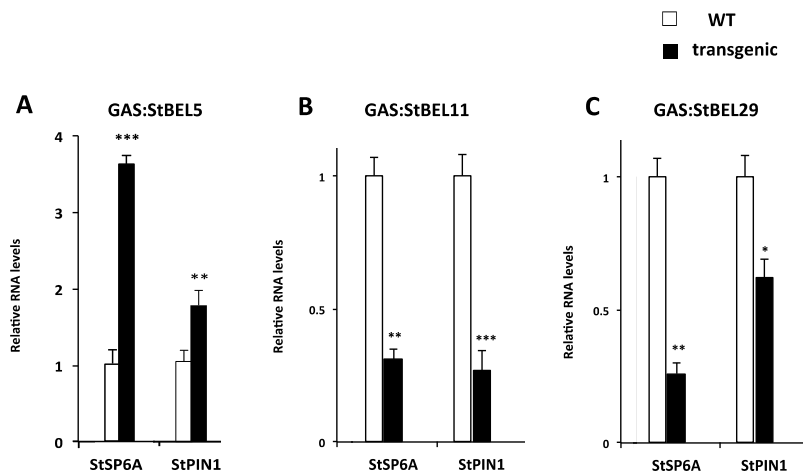 WT
transgenic
A
GAS:StBEL5
B
GAS:StBEL11
C
GAS:StBEL29
Relative RNA levels
4
3
2
1
0
***
**
StSP6A
StPIN1
Relative RNA levels
1
0.5
0
**
***
StSP6A
StPIN1
Relative RNA levels
1
0.5
0
**
*
StSP6A
StPIN1